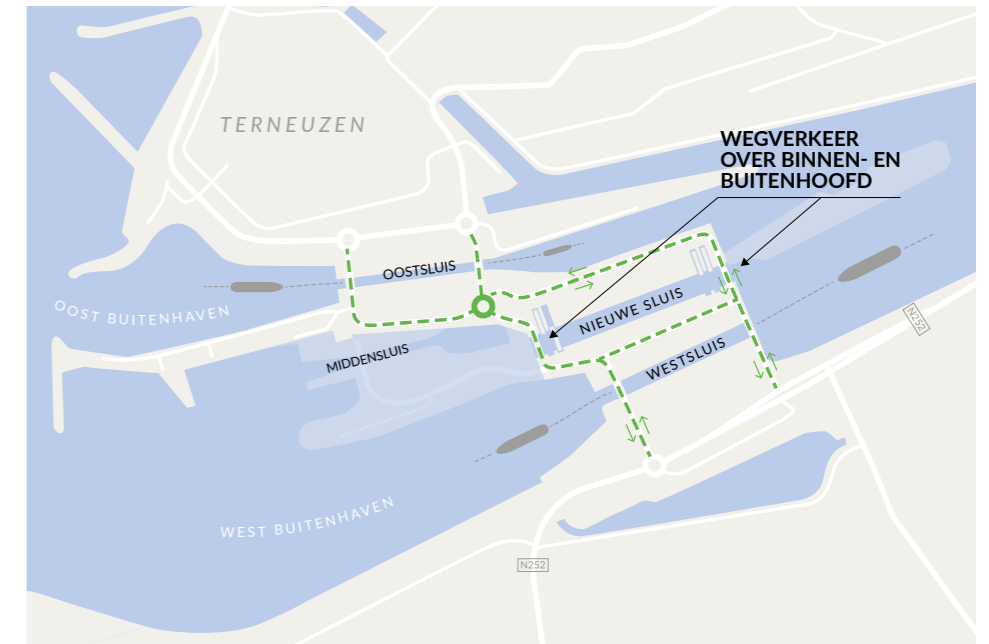 TERNEUZEN
WEGVERKEER
OVER BINNEN- EN
BUITENHOOFD
OOSTSLUIS
OOST BUITENHAVEN
NIEUWE SLUIS
N252
MIDDENSLUIS
WESTSLUIS
WEST BUITENHAVEN
N252